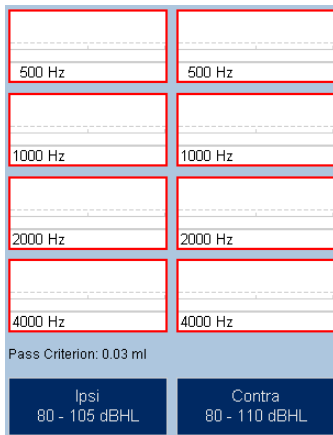 500 Hz 500 Hz
1000 Hz 1000 Hz
2000 Hz 2000 Hz
4000 Hz 4000 Hz
Pass Criterion: 0.03 ml
Ipsi Contra
80 - 105 dBHL 80 - 110 dBHL